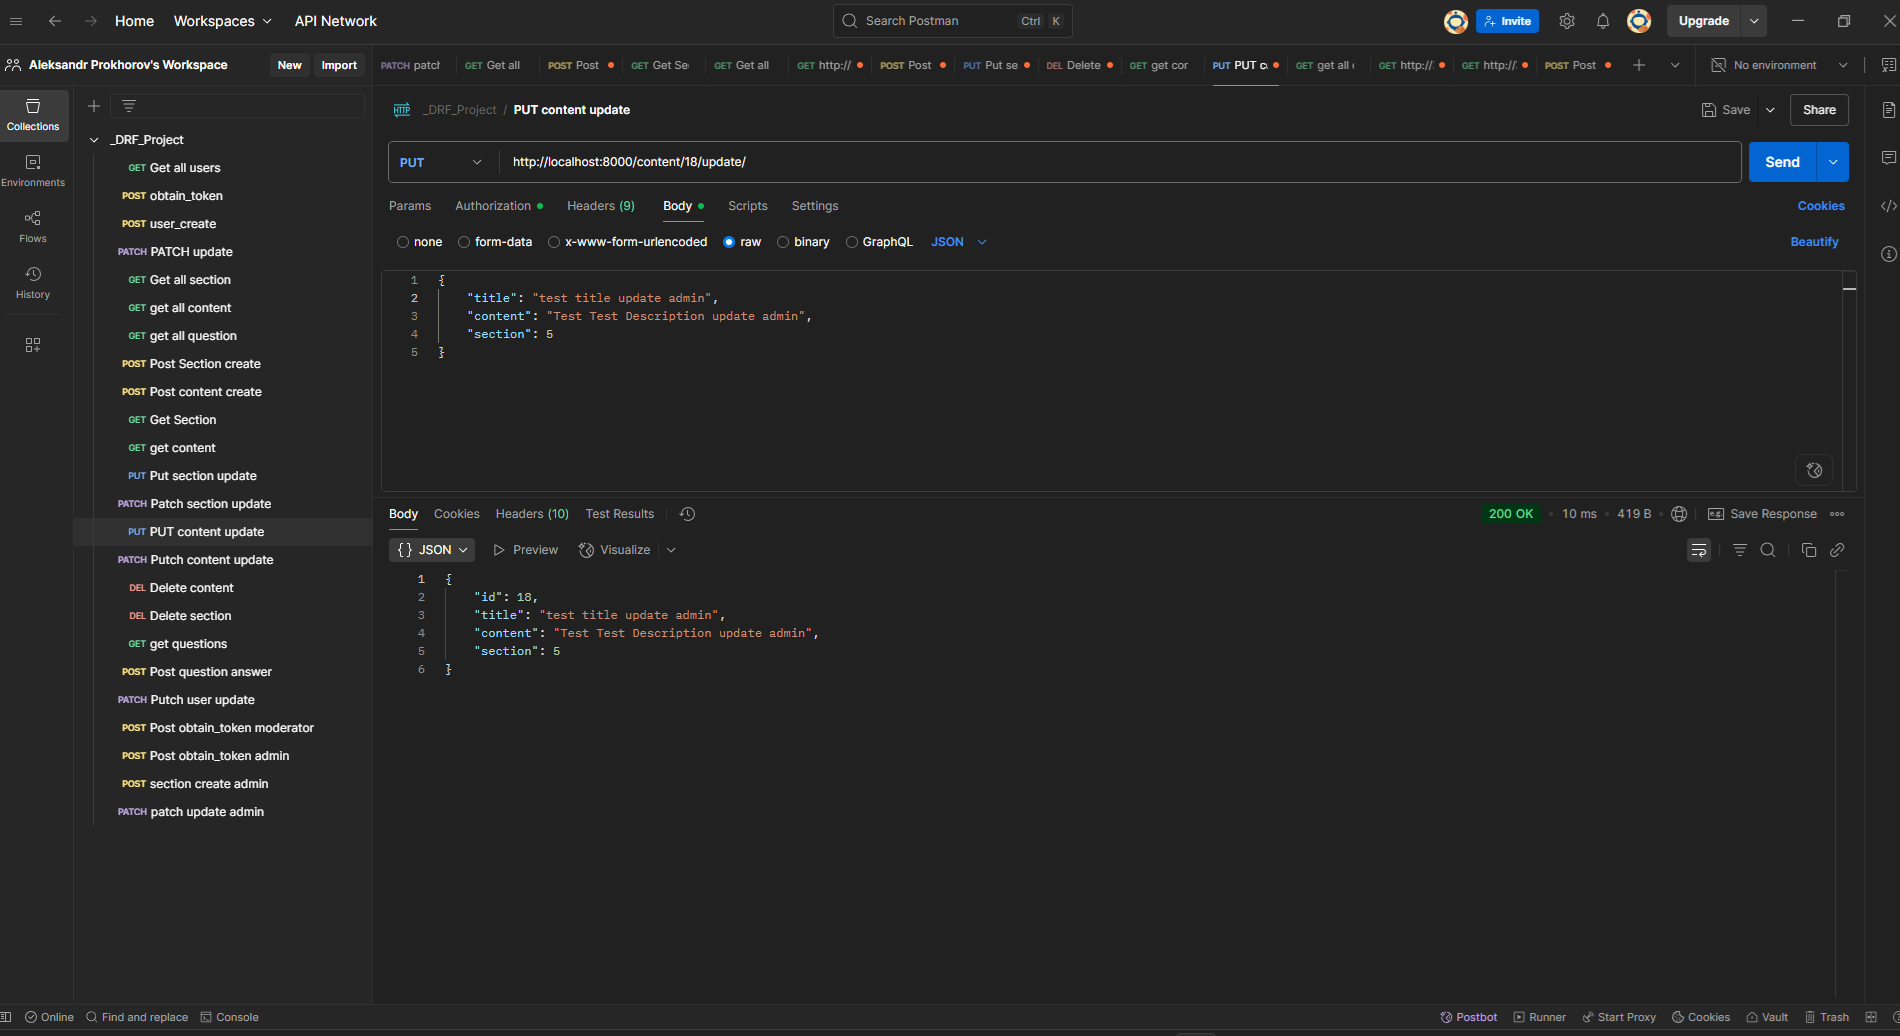 Home Workspaces API Network
Search Postman Ctrl K
Invite Upgrade
Aleksandr Prokhorov's Workspace New Import
PATCH patch GET Get all POST Post GET Get Se GET Get all GET http:// POST Post PUT Put se DEL Delete GET get cor PUT PUT c GET get all GET http:// GET http:// POST Post No environment
Collections
Environments
Flows
History
_DRF_Project
GET Get all users
POST obtain_token
POST user_create
PATCH PATCH update
GET Get all section
GET get all content
GET get all question
POST Post Section create
POST Post content create
GET Get Section
GET get content
PUT Put section update
PATCH Patch section update
PUT PUT content update
PATCH Putch content update
DEL Delete content
DEL Delete section
GET get questions
POST Post question answer
PATCH Putch user update
POST Post obtain_token moderator
POST Post obtain_token admin
POST section create admin
PATCH patch update admin
HTTP _DRF_Project / PUT content update Save Share
PUT http://localhost:8000/content/18/update/ Send
Params Authorization Headers (9) Body Scripts Settings Cookies
none form-data x-www-form-urlencoded raw binary GraphQL JSON Beautify
1 {
2 "title": "test title update admin",
3 "content": "Test Test Description update admin",
4 "section": 5
5 }
Body Cookies Headers (10) Test Results 200 OK • 10 ms • 419 B e.g. Save Response
{} JSON Preview Visualize
1 {
2 "id": 18,
3 "title": "test title update admin",
4 "content": "Test Test Description update admin",
5 "section": 5
6 }
Online Find and replace Console Postbot Runner Start Proxy Cookies Vault Trash